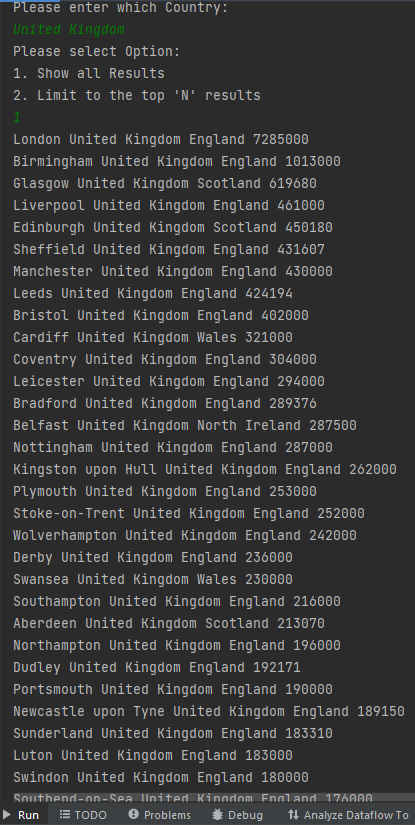 Please enter which Country:
United Kingdom
Please select Option:
1. Show all Results
2. Limit to the top 'N' results
1
London United Kingdom England 7285000
Birmingham United Kingdom England 1013000
Glasgow United Kingdom Scotland 619680
Liverpool United Kingdom England 461000
Edinburgh United Kingdom Scotland 450180
Sheffield United Kingdom England 431607
Manchester United Kingdom England 430000
Leeds United Kingdom England 424194
Bristol United Kingdom England 402000
Cardiff United Kingdom Wales 321000
Coventry United Kingdom England 304000
Leicester United Kingdom England 294000
Bradford United Kingdom England 289376
Belfast United Kingdom North Ireland 287500
Nottingham United Kingdom England 287000
Kingston upon Hull United Kingdom England 262000
Plymouth United Kingdom England 253000
Stoke-on-Trent United Kingdom England 252000
Wolverhampton United Kingdom England 242000
Derby United Kingdom England 236000
Swansea United Kingdom Wales 230000
Southampton United Kingdom England 216000
Aberdeen United Kingdom Scotland 213070
Northampton United Kingdom England 196000
Dudley United Kingdom England 192171
Portsmouth United Kingdom England 190000
Newcastle upon Tyne United Kingdom England 189150
Sunderland United Kingdom England 183310
Luton United Kingdom England 183000
Swindon United Kingdom England 180000
Southend-on-Sea United Kingdom England 176000
Run TODO Problems Debug Analyze Dataflow To